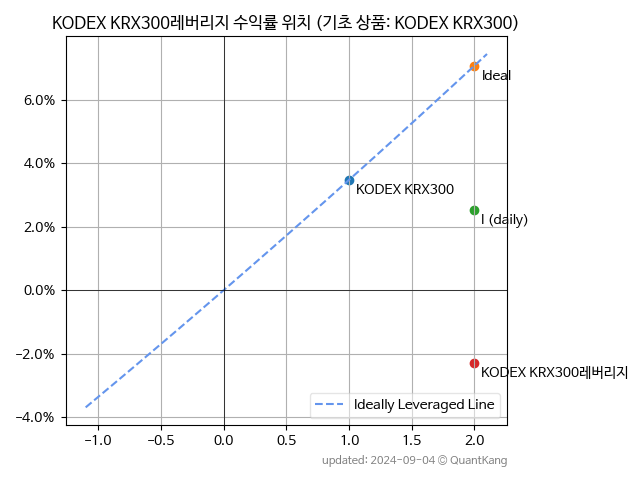 KODEX KRX300레버리지 수익률 위치 (기초 상품: KODEX KRX300)
Ideal
6.0%
4.0%
KODEX KRX300
2.0%
I (daily)
0.0%
−2.0%
KODEX KRX300레버리지
Ideally Leveraged Line
−4.0%
−1.0 −0.5 0.0 0.5 1.0 1.5 2.0
updated: 2024-09-04 © QuantKang